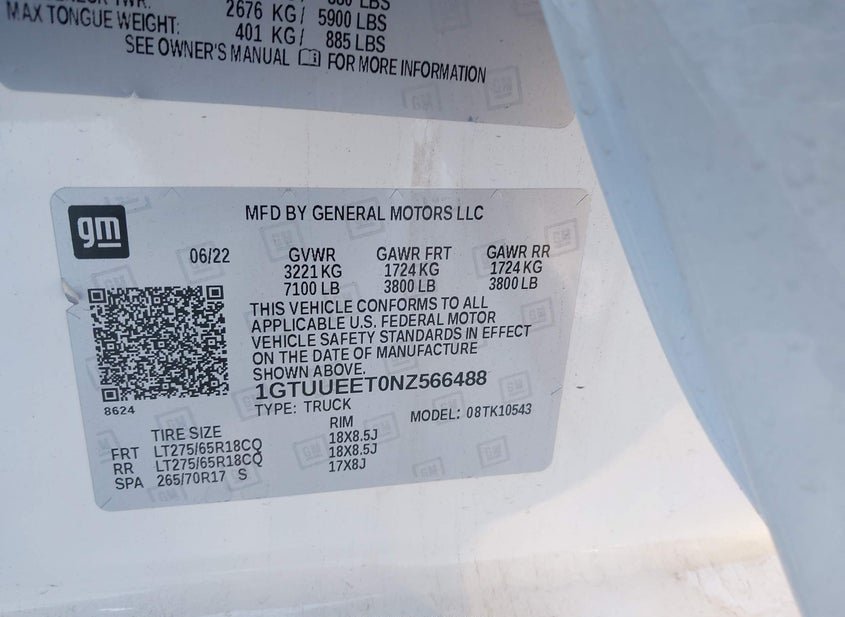 2676 KG/ 5900 LBS
MAX TONGUE WEIGHT: 401 KG/ 885 LBS
SEE OWNER'S MANUAL FOR MORE INFORMATION
gm
MFD BY GENERAL MOTORS LLC
06/22 GVWR GAWR FRT GAWR RR
3221 KG 1724 KG 1724 KG
7100 LB 3800 LB 3800 LB
THIS VEHICLE CONFORMS TO ALL
APPLICABLE U.S. FEDERAL MOTOR
VEHICLE SAFETY STANDARDS IN EFFECT
ON THE DATE OF MANUFACTURE
SHOWN ABOVE.
1GTUUEET0NZ566488
8624
TYPE: TRUCK MODEL: 08TK10543
TIRE SIZE RIM
FRT LT275/65R18CQ 18X8.5J
RR LT275/65R18CQ 18X8.5J
SPA 265/70R17 S 17X8J